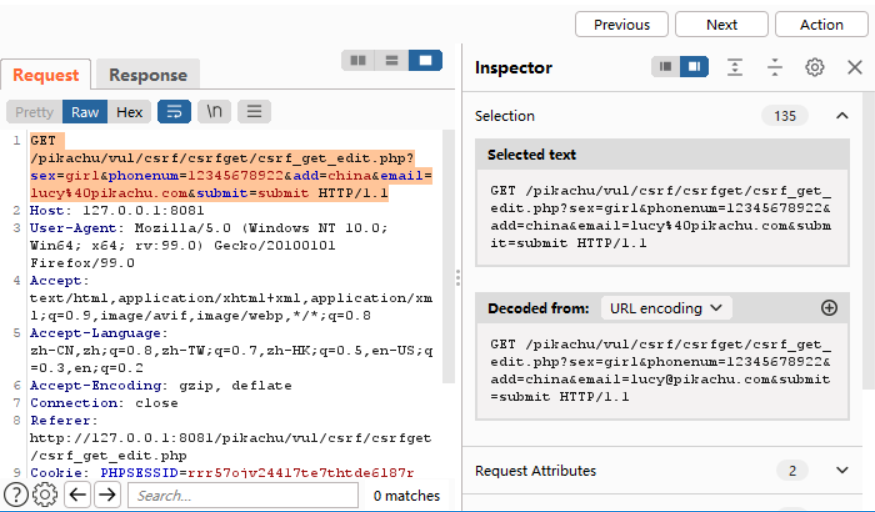 Previous Next Action
Request Response
Inspector
Pretty Raw Hex \n
Selection 135
1 GET
/pikachu/vul/csrf/csrfget/csrf_get_edit.php?
sex=girl&phonenum=12345678922&add=china&email=
lucy%40pikachu.com&submit=submit HTTP/1.1
2 Host: 127.0.0.1:8081
3 User-Agent: Mozilla/5.0 (Windows NT 10.0;
Win64; x64; rv:99.0) Gecko/20100101
Firefox/99.0
4 Accept:
text/html,application/xhtml+xml,application/xm
l;q=0.9,image/avif,image/webp,*/*;q=0.8
5 Accept-Language:
zh-CN,zh;q=0.8,zh-TW;q=0.7,zh-HK;q=0.5,en-US;q
=0.3,en;q=0.2
6 Accept-Encoding: gzip, deflate
7 Connection: close
8 Referer:
http://127.0.0.1:8081/pikachu/vul/csrf/csrfget
/csrf_get_edit.php
9 Cookie: PHPSESSID=rrr57ojv24417te7thtde6187r
? Search... 0 matches
Selected text
GET /pikachu/vul/csrf/csrfget/csrf_get_
edit.php?sex=girl&phonenum=12345678922&
add=china&email=lucy%40pikachu.com&subm
it=submit HTTP/1.1
Decoded from: URL encoding
GET /pikachu/vul/csrf/csrfget/csrf_get_
edit.php?sex=girl&phonenum=12345678922&
add=china&email=lucy@pikachu.com&submit
=submit HTTP/1.1
Request Attributes 2